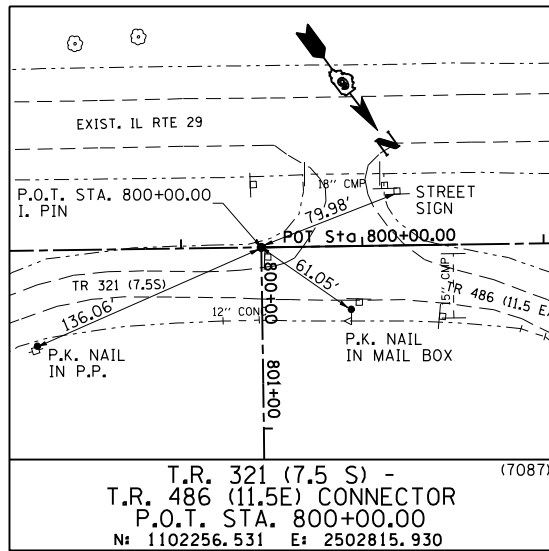 EXIST. IL RTE 29
N
P.O.T. STA. 800+00.00
I. PIN
18" CMP
STREET
SIGN
79.98'
POT Sta 800+00.00
TR 321 (7.5S)
136.06'
61.05'
800+00
15" CMP
TR 486 (11.5 E)
12" CONC
P.K. NAIL
IN P.P.
P.K. NAIL
IN MAIL BOX
801+00
T.R. 321 (7.5 S) -
(7087)
T.R. 486 (11.5E) CONNECTOR
P.O.T. STA. 800+00.00
N: 1102256.531 E: 2502815.930